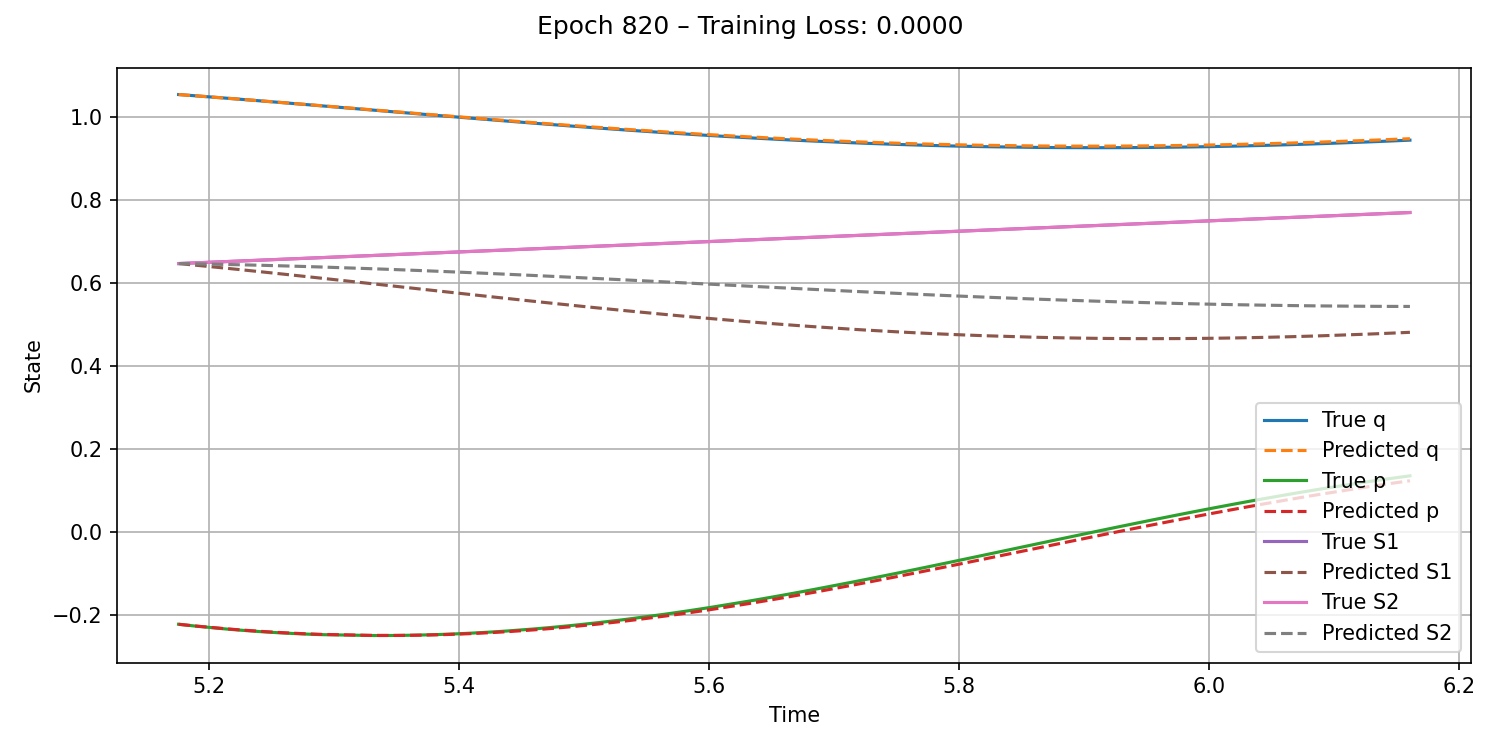 Epoch 820 – Training Loss: 0.0000
State
1.0
0.8
0.6
0.4
0.2
0.0
−0.2
True q
Predicted q
True p
Predicted p
True S1
Predicted S1
True S2
Predicted S2
5.2
5.4
5.6
5.8
6.0
6.2
Time